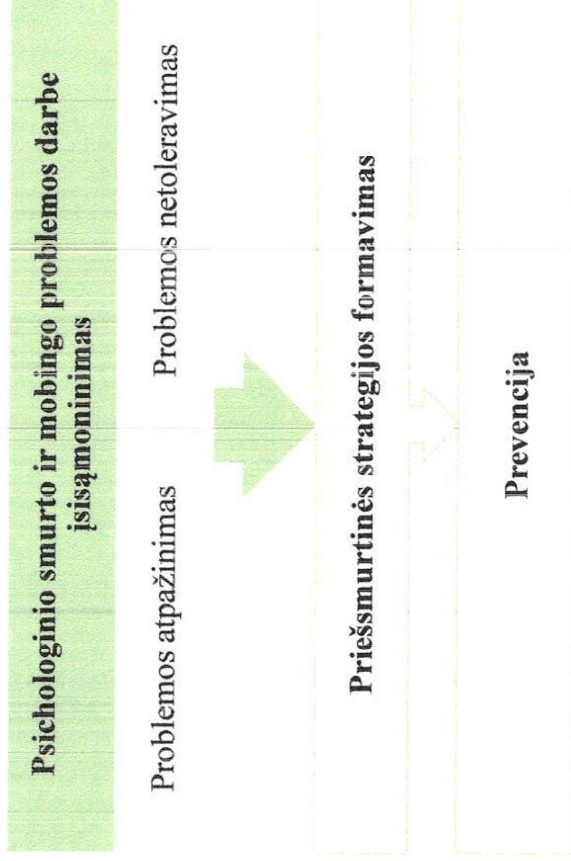 Psichologinio smurto ir mobingo problemos darbe
įsisąmoninimas
Problemos atpažinimas
Problemos netoleravimas
Priešsmurtinės strategijos formavimas
Prevencija